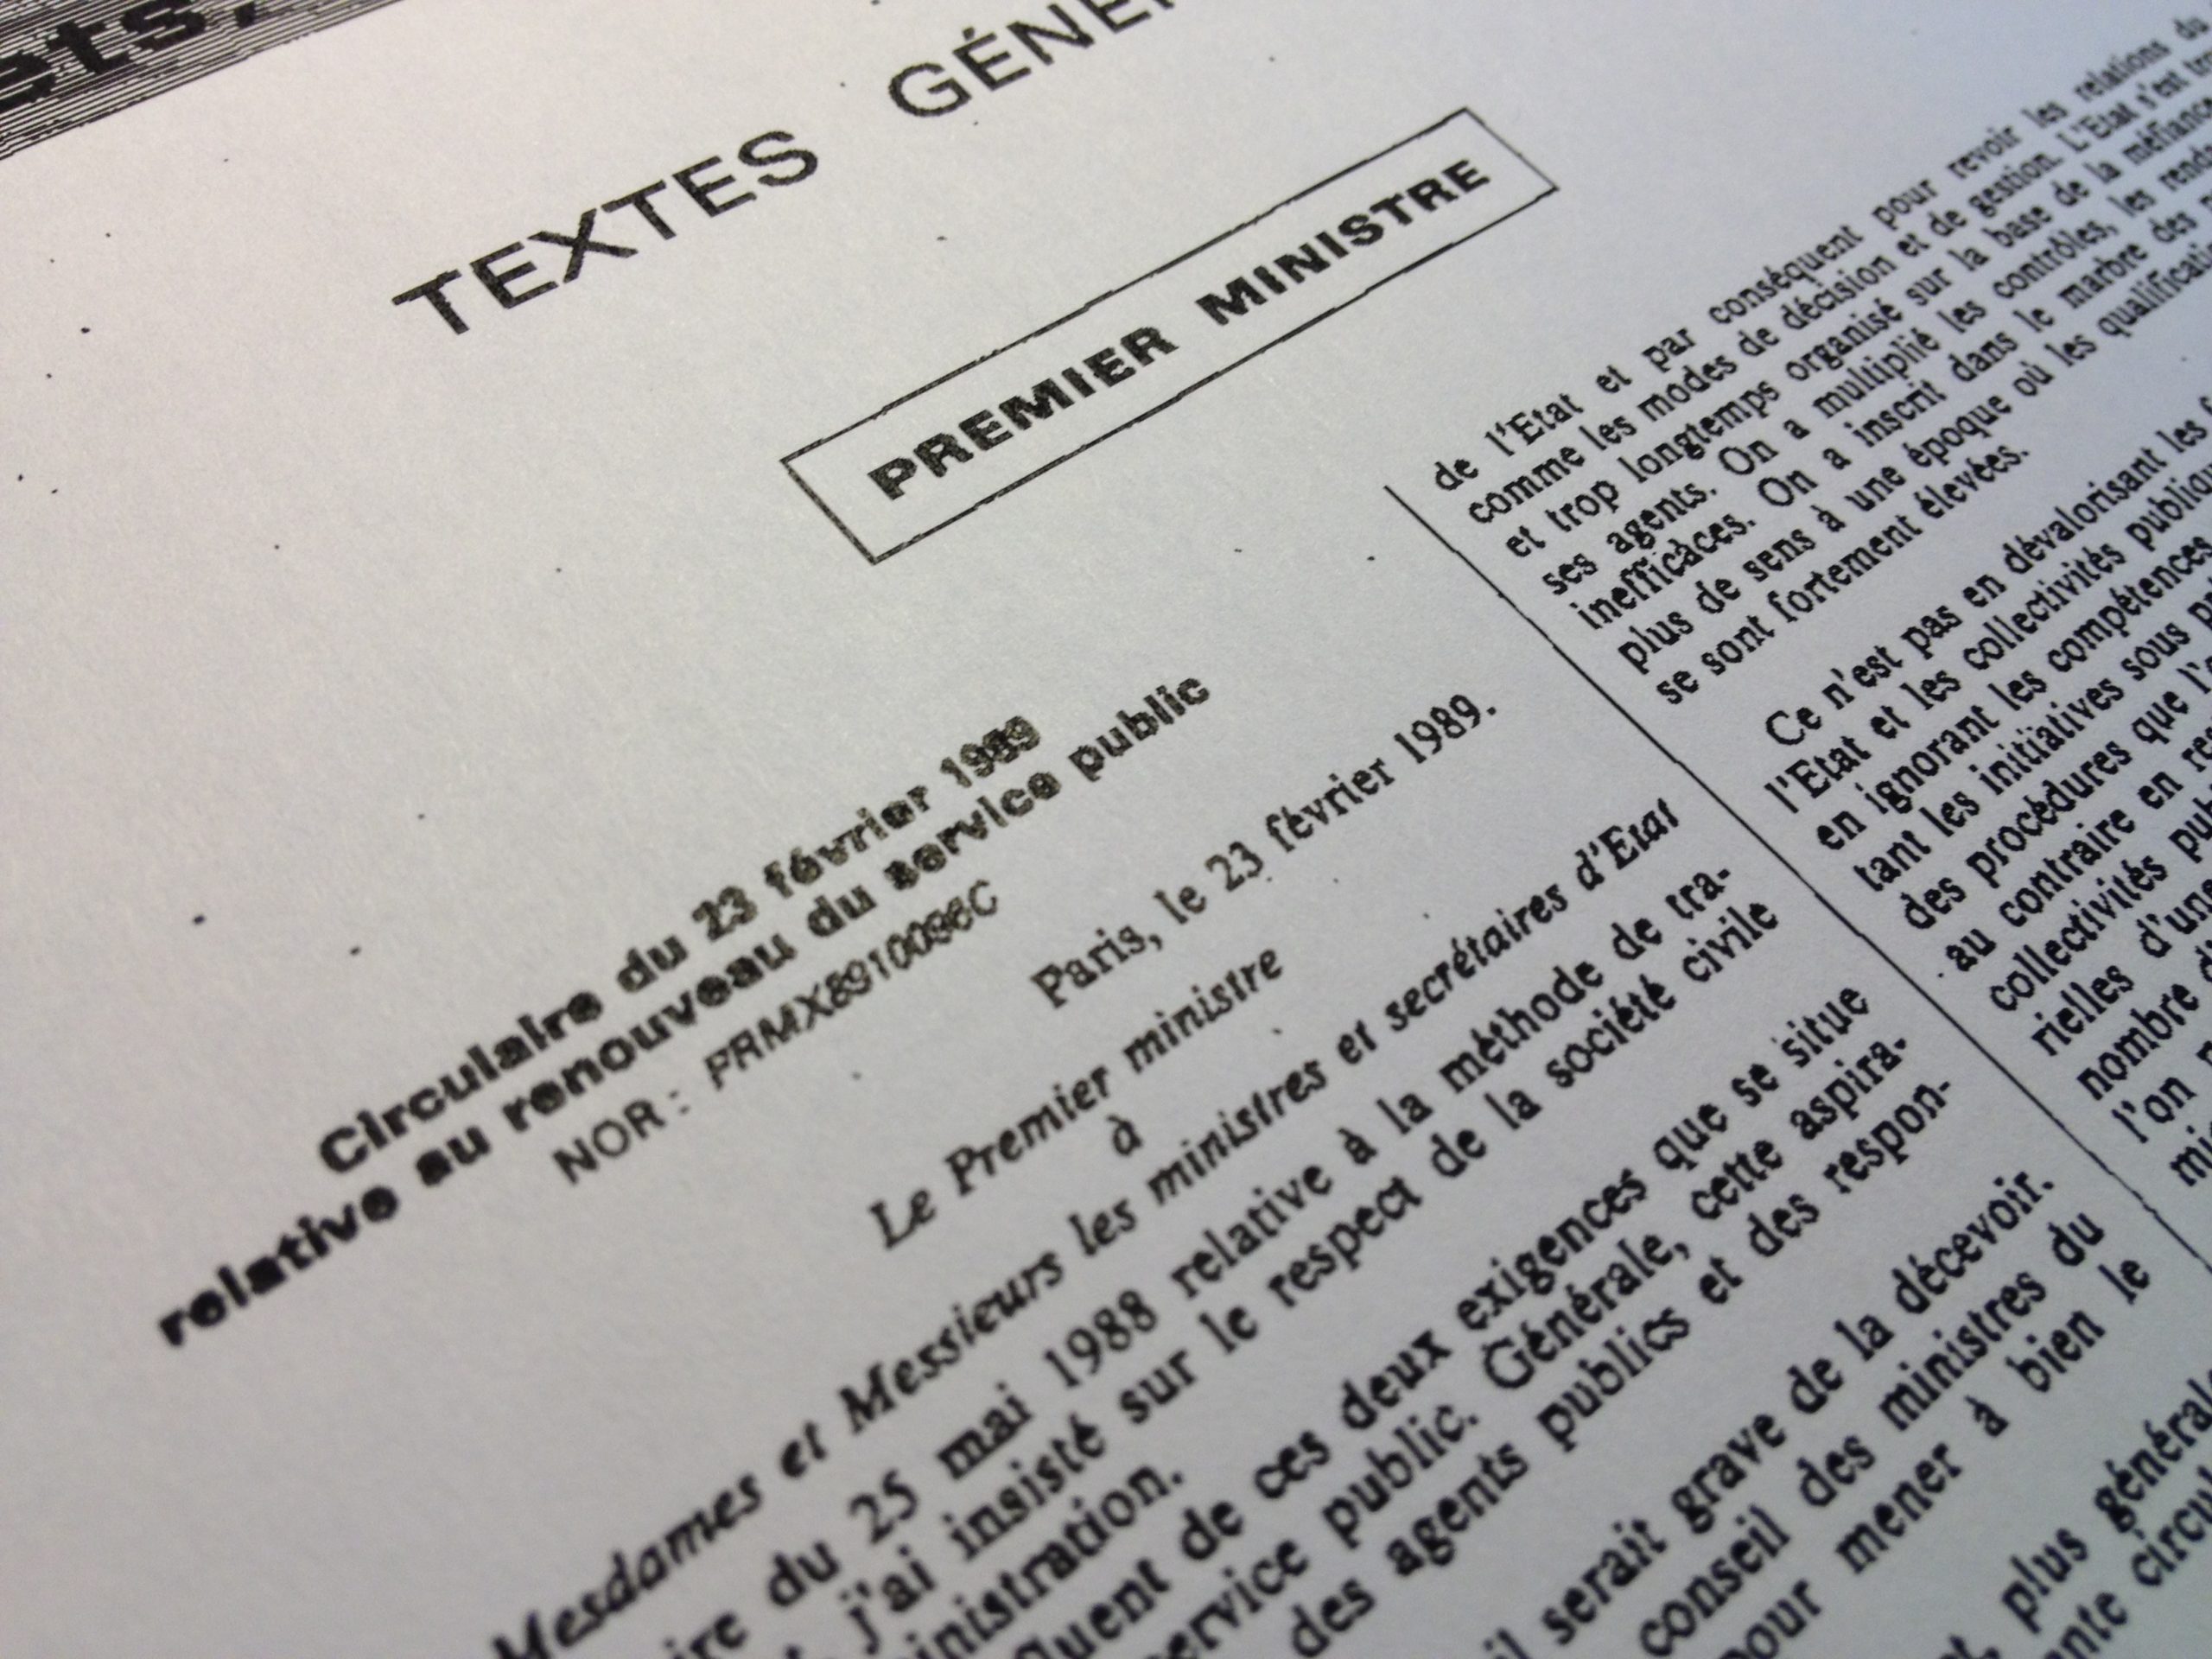 TEXTES GÉNÉ
PREMIER MINISTRE
Circulaire du 23 février 1989
relative au renouveau du service public
NOR : PRMX8910096C
Paris, le 23 février 1989.
Le Premier ministre
à
Mesdames et Messieurs les ministres et secrétaires d'Etat
du 25 mai 1988 relative à la méthode de tra-
j'ai insisté sur le respect de la société civile
de ces deux exigences que se situe
service public. Générale, cette aspira-
des agents publics et des respon-
il serait grave de la décevoir.
conseil des ministres du
pour mener à bien le
plus générale
de l'Etat et par conséquent pour revoir les relations du
comme les modes de décision et de gestion. L'Etat s'est
et trop longtemps organisé sur la base de la méfiance
ses agents. On a multiplié les contrôles, les
inefficaces. On a inscrit dans le marbre des
plus de sens à une époque où les
se sont fortement élevées.
Ce n'est pas en dévalorisant les
l'Etat et les collectivités
en ignorant les compétences
tant les initiatives sous
des procédures que
au contraire en
collectivités
rielles d'une
nombre
l'on